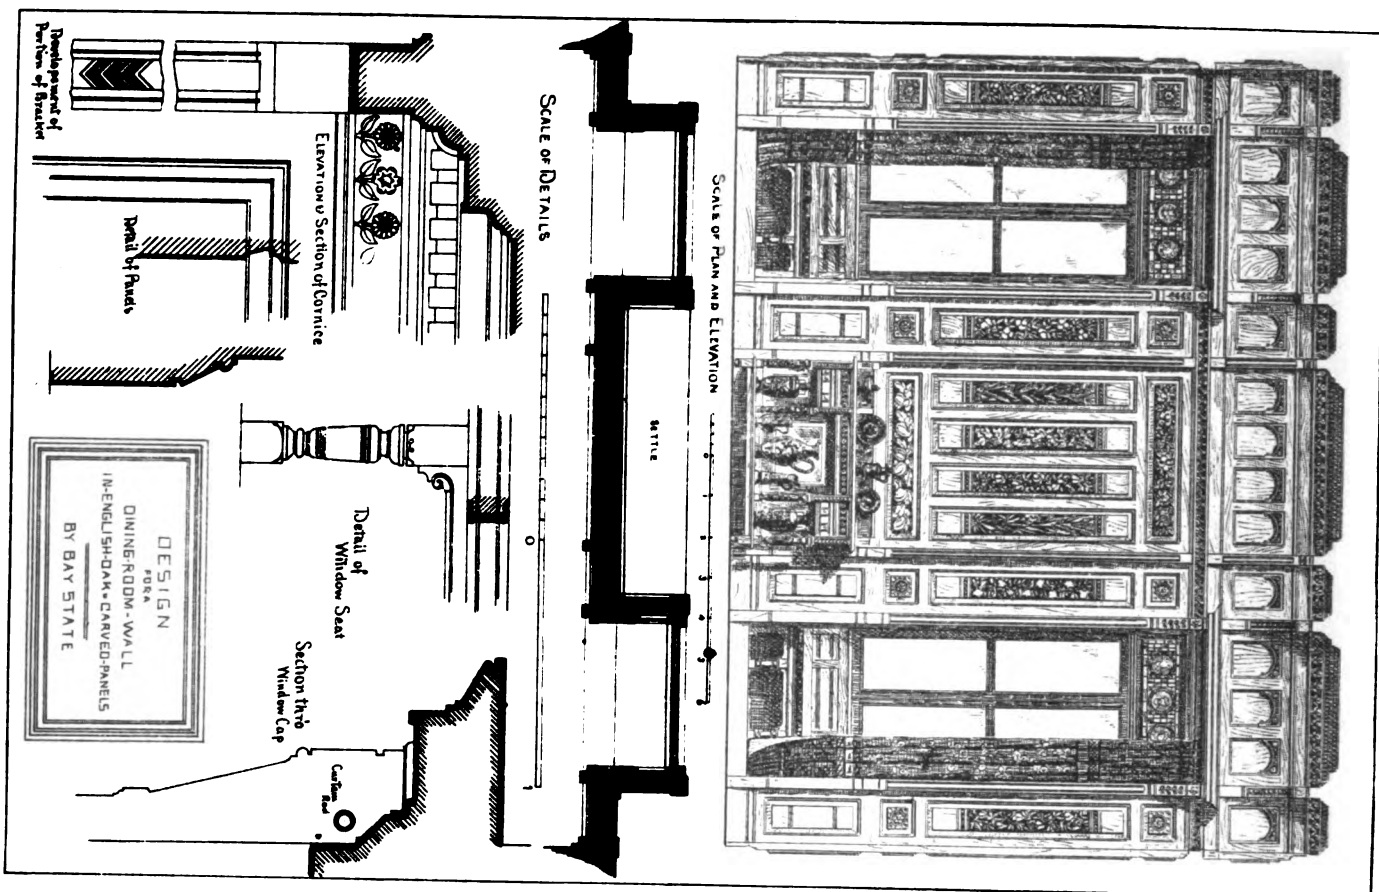 SCALE OF PLAN AND ELEVATION
0
1
2
3
4
5
6
SETTLE
SCALE OF DETAILS
0
1
Development of
Portion of Bracket
ELEVATION & Section of Cornice
Detail of Panels
Detail of
Window Seat
Section thro
Window Cap
Curtain
Rod
DESIGN
FOR A
DINING-ROOM-WALL
IN-ENGLISH-OAK-CARVED-PANELS
BY BAY STATE